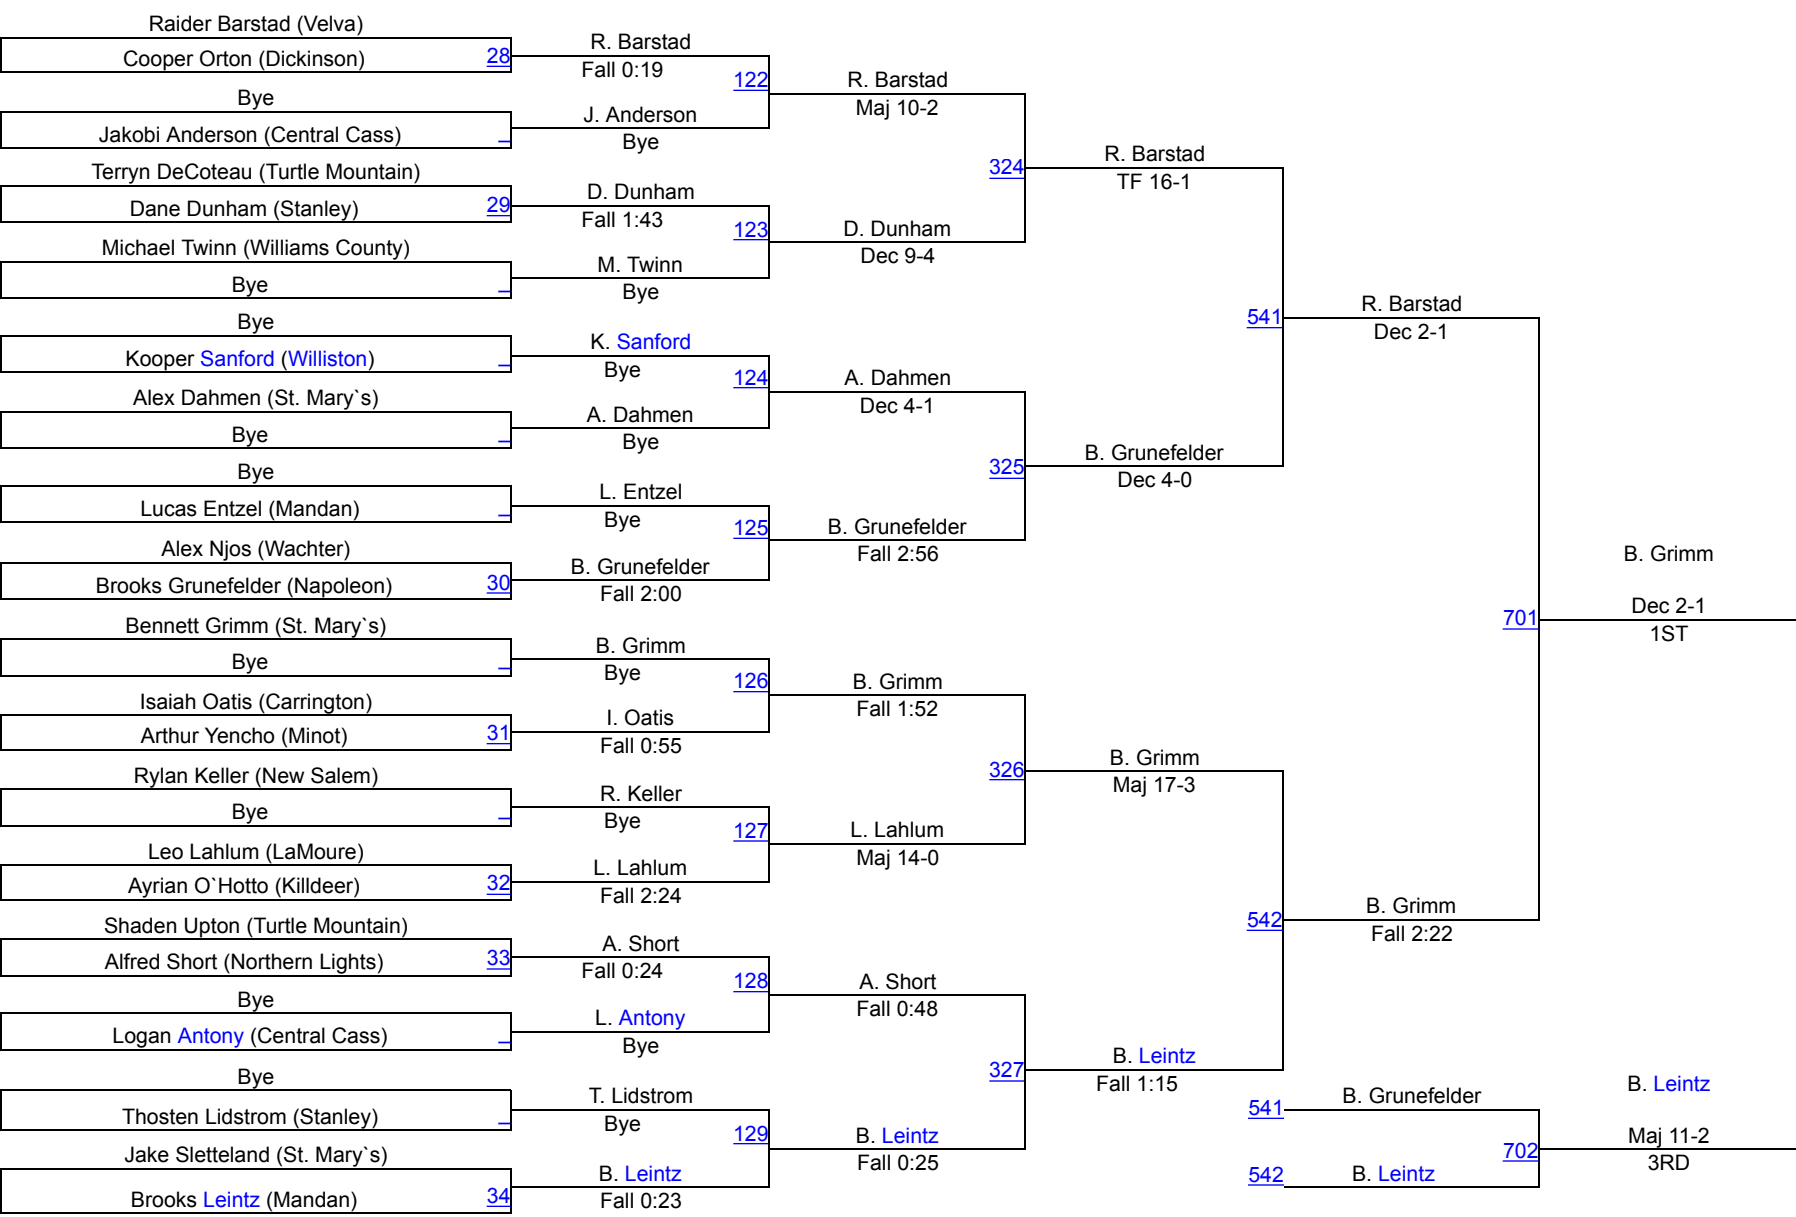 Raider Barstad (Velva)
Cooper Orton (Dickinson)
28
Bye
Jakobi Anderson (Central Cass)
Terryn DeCoteau (Turtle Mountain)
Dane Dunham (Stanley)
29
Michael Twinn (Williams County)
Bye
Bye
Kooper Sanford (Williston)
Alex Dahmen (St. Mary`s)
Bye
Bye
Lucas Entzel (Mandan)
Alex Njos (Wachter)
Brooks Grunefelder (Napoleon)
30
Bennett Grimm (St. Mary`s)
Bye
Isaiah Oatis (Carrington)
Arthur Yencho (Minot)
31
Rylan Keller (New Salem)
Bye
Leo Lahlum (LaMoure)
Ayrian O`Hotto (Killdeer)
32
Shaden Upton (Turtle Mountain)
Alfred Short (Northern Lights)
33
Bye
Logan Antony (Central Cass)
Bye
Thosten Lidstrom (Stanley)
Jake Sletteland (St. Mary`s)
Brooks Leintz (Mandan)
34
R. Barstad
Fall 0:19
122
J. Anderson
Bye
D. Dunham
Fall 1:43
123
M. Twinn
Bye
K. Sanford
Bye
124
A. Dahmen
Bye
L. Entzel
Bye
125
B. Grunefelder
Fall 2:00
B. Grimm
Bye
126
I. Oatis
Fall 0:55
R. Keller
Bye
127
L. Lahlum
Fall 2:24
A. Short
Fall 0:24
128
L. Antony
Bye
T. Lidstrom
Bye
129
B. Leintz
Fall 0:23
R. Barstad
Maj 10-2
324
D. Dunham
Dec 9-4
A. Dahmen
Dec 4-1
325
B. Grunefelder
Fall 2:56
B. Grimm
Fall 1:52
326
L. Lahlum
Maj 14-0
A. Short
Fall 0:48
327
B. Leintz
Fall 0:25
R. Barstad
TF 16-1
541
B. Grunefelder
Dec 4-0
B. Grimm
Maj 17-3
542
B. Leintz
Fall 1:15
R. Barstad
Dec 2-1
701
B. Grimm
Fall 2:22
B. Grimm
Dec 2-1
1ST
541
B. Grunefelder
702
542
B. Leintz
B. Leintz
Maj 11-2
3RD